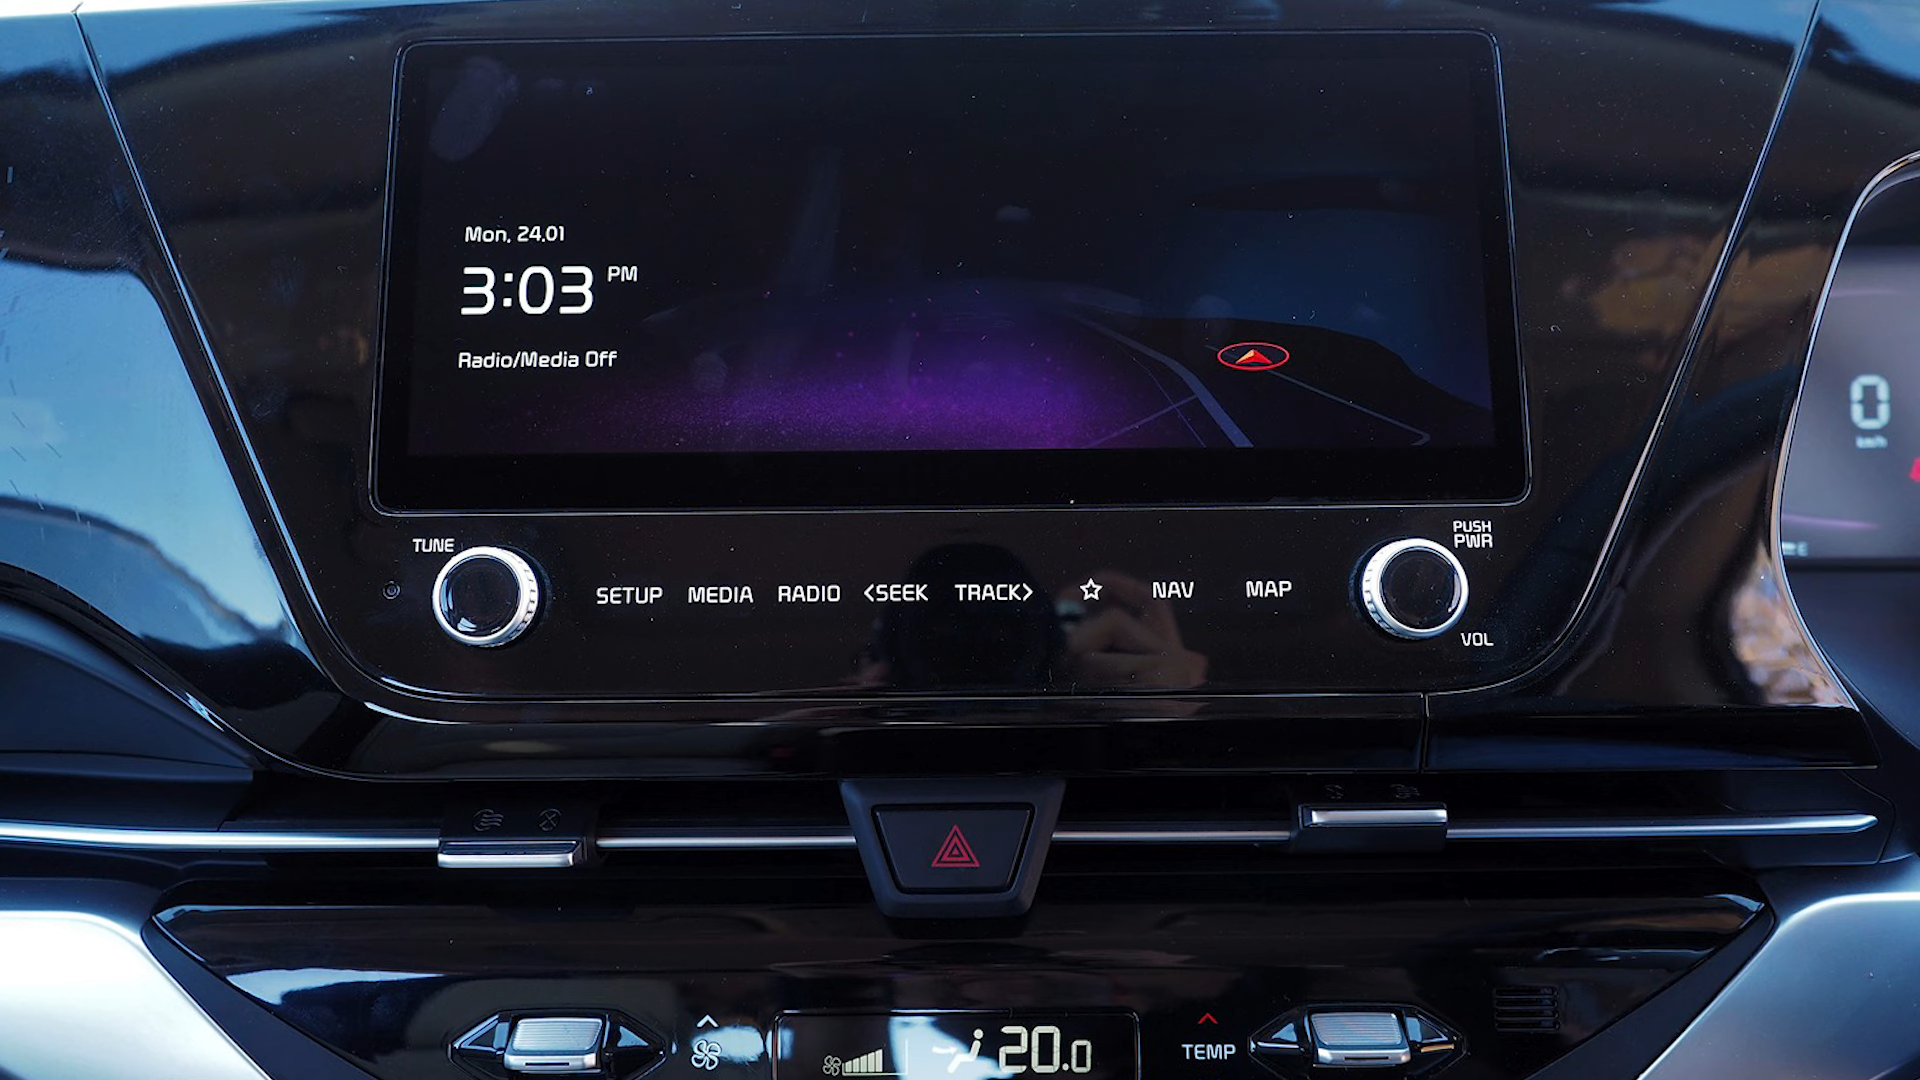 Mon, 24.01
3:03 PM
Radio/Media Off
0
km/h
E
TUNE
PUSH
PWR
SETUP MEDIA RADIO <SEEK TRACK> ☆ NAV MAP
VOL
20.0
TEMP